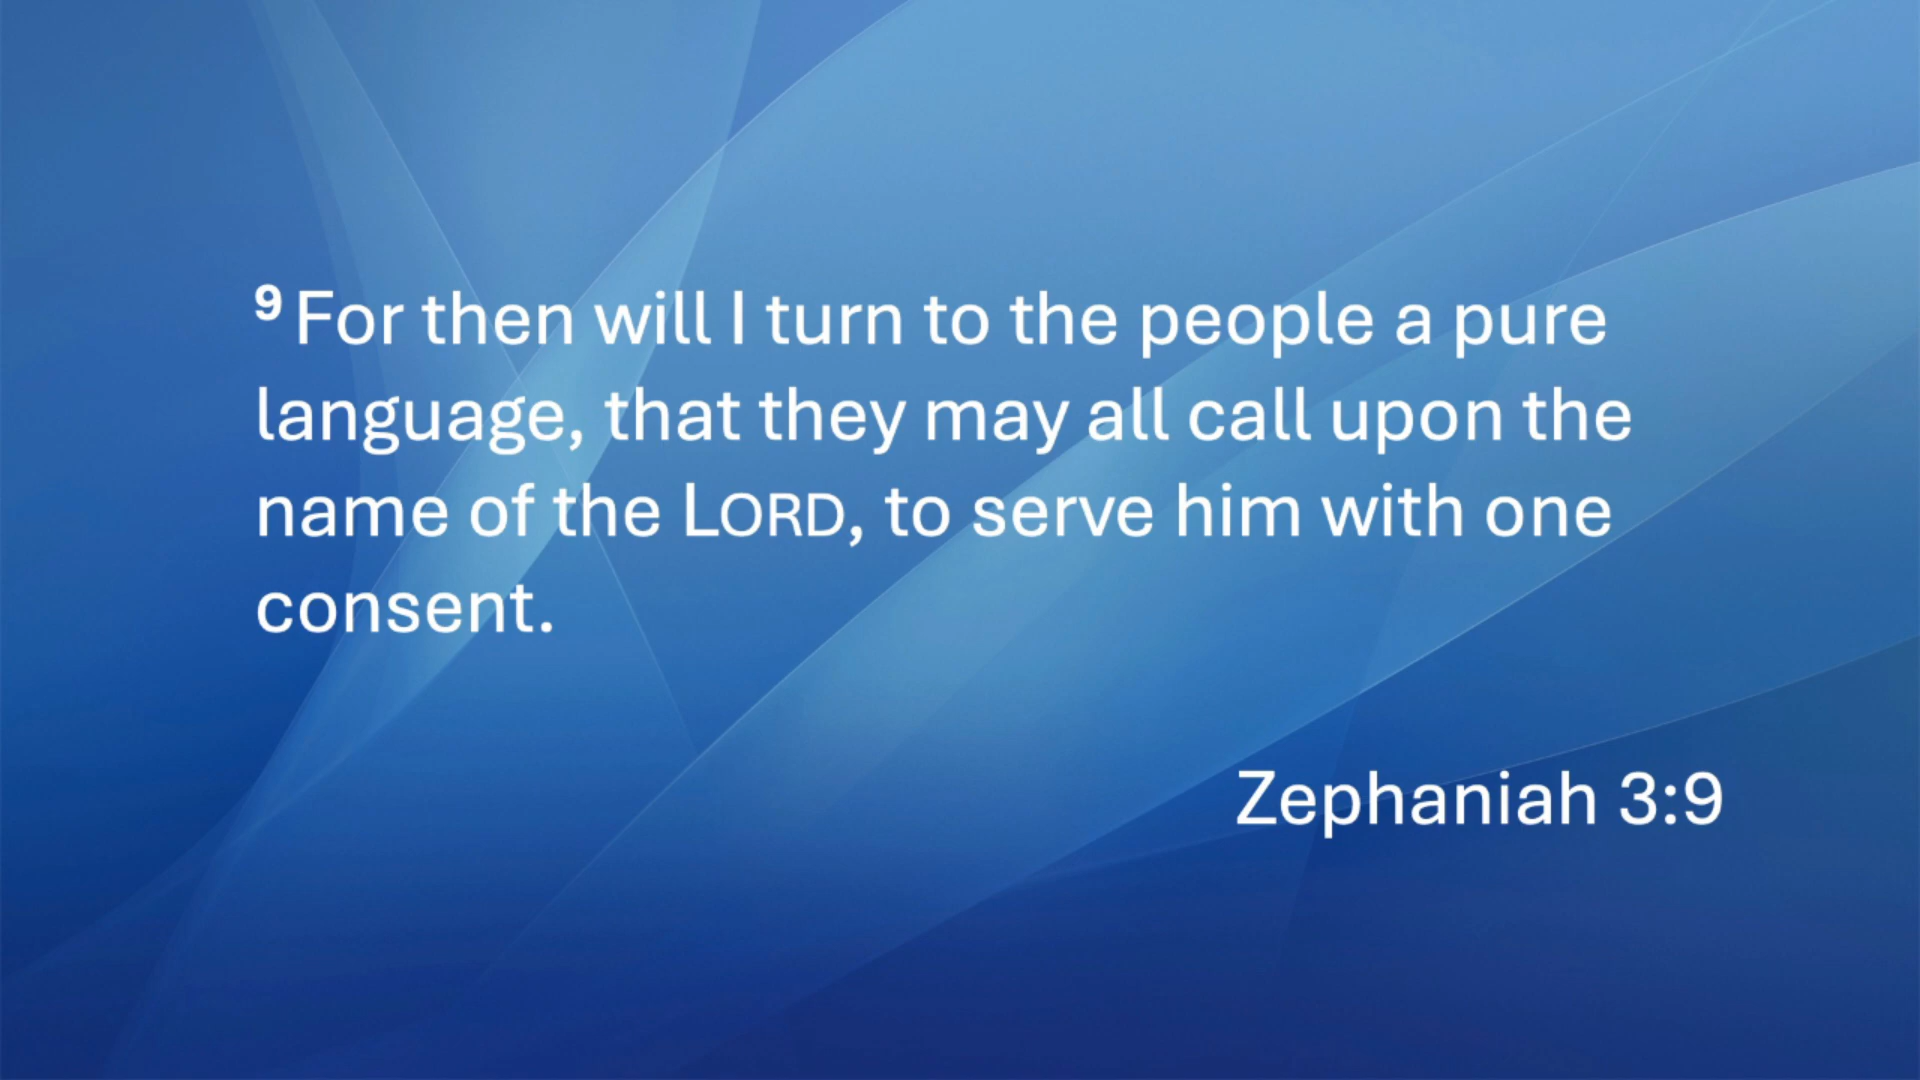 9 For then will I turn to the people a pure
language, that they may all call upon the
name of the LORD, to serve him with one
consent.
Zephaniah 3:9